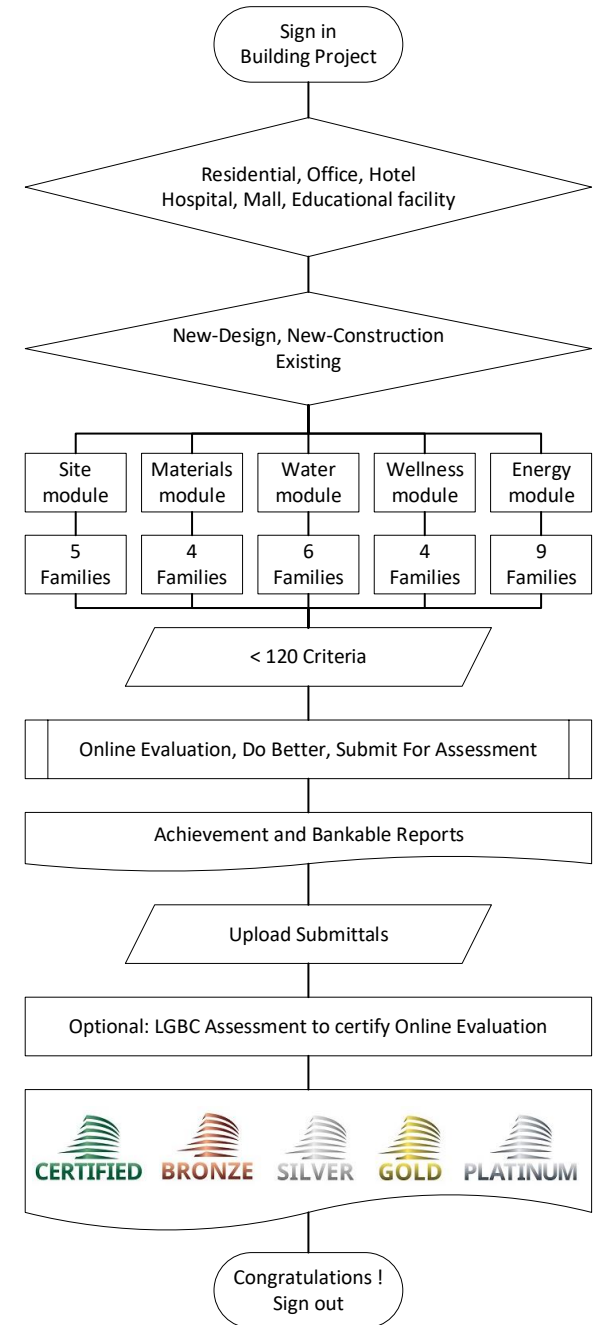 Sign in
Building Project
Residential, Office, Hotel
Hospital, Mall, Educational facility
New-Design, New-Construction
Existing
Site
module
Materials
module
Water
module
Wellness
module
Energy
module
5
Families
4
Families
6
Families
4
Families
9
Families
< 120 Criteria
Online Evaluation, Do Better, Submit For Assessment
Achievement and Bankable Reports
Upload Submittals
Optional: LGBC Assessment to certify Online Evaluation
CERTIFIED BRONZE SILVER GOLD PLATINUM
Congratulations !
Sign out